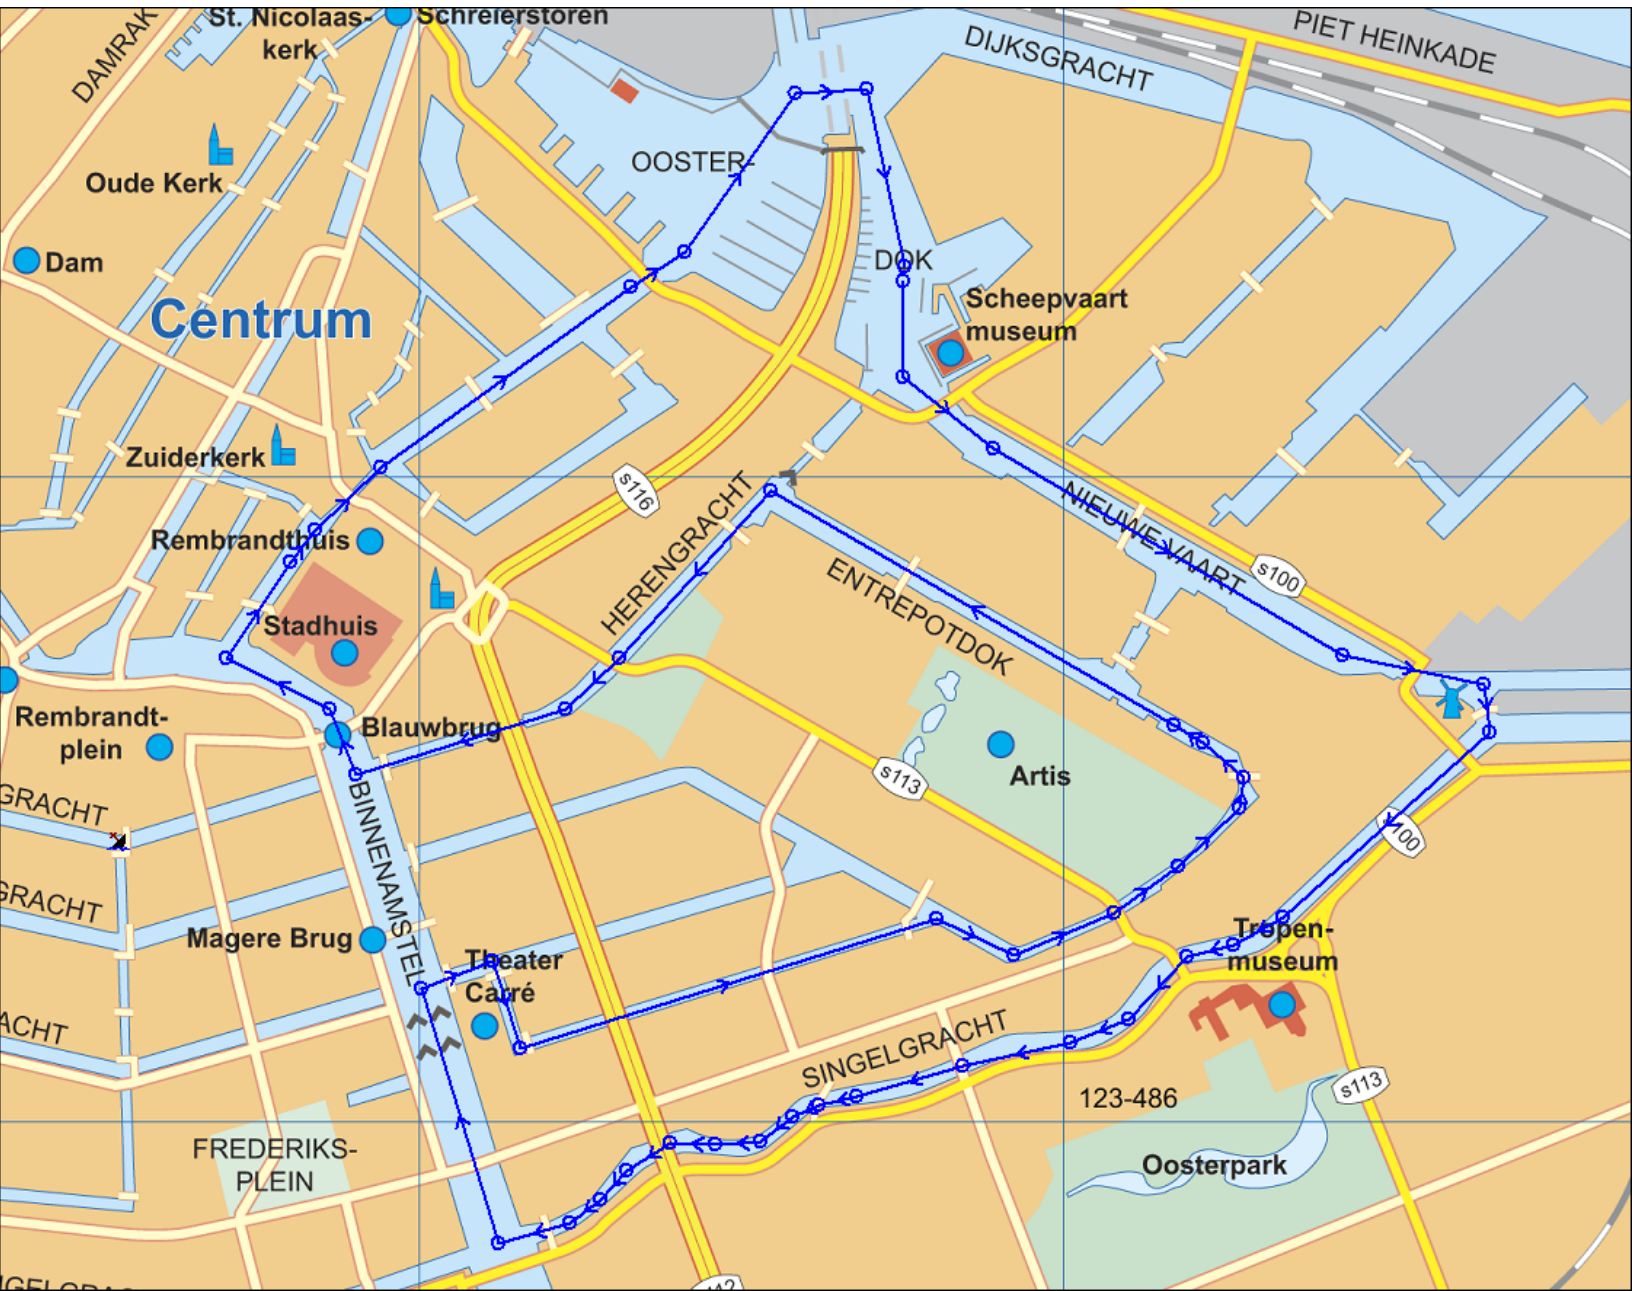 St. Nicolaas-
kerk
Schreierstoren
DAMRAK
PIET HEINKADE
DIJKSGRACHT
OOSTER-
Oude Kerk
Dam
DOK
Centrum
Scheepvaart
museum
Zuiderkerk
s116
HERENGRACHT
NIEUWE VAART
Rembrandthuis
s100
ENTREPOTDOK
Stadhuis
Rembrandt-
plein
Blauwbrug
Artis
s113
GRACHT
BINNENAMSTEL
s100
GRACHT
Magere Brug
Theater
Carré
Tropen-
museum
ACHT
SINGELGRACHT
123-486
s113
FREDERIKS-
PLEIN
Oosterpark